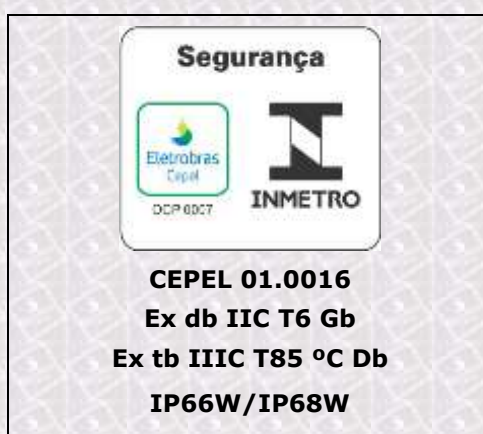 Segurança
Eletrobras
Cepel
OCP 0007
INMETRO
CEPEL 01.0016
Ex db IIC T6 Gb
Ex tb IIIC T85 ºC Db
IP66W/IP68W